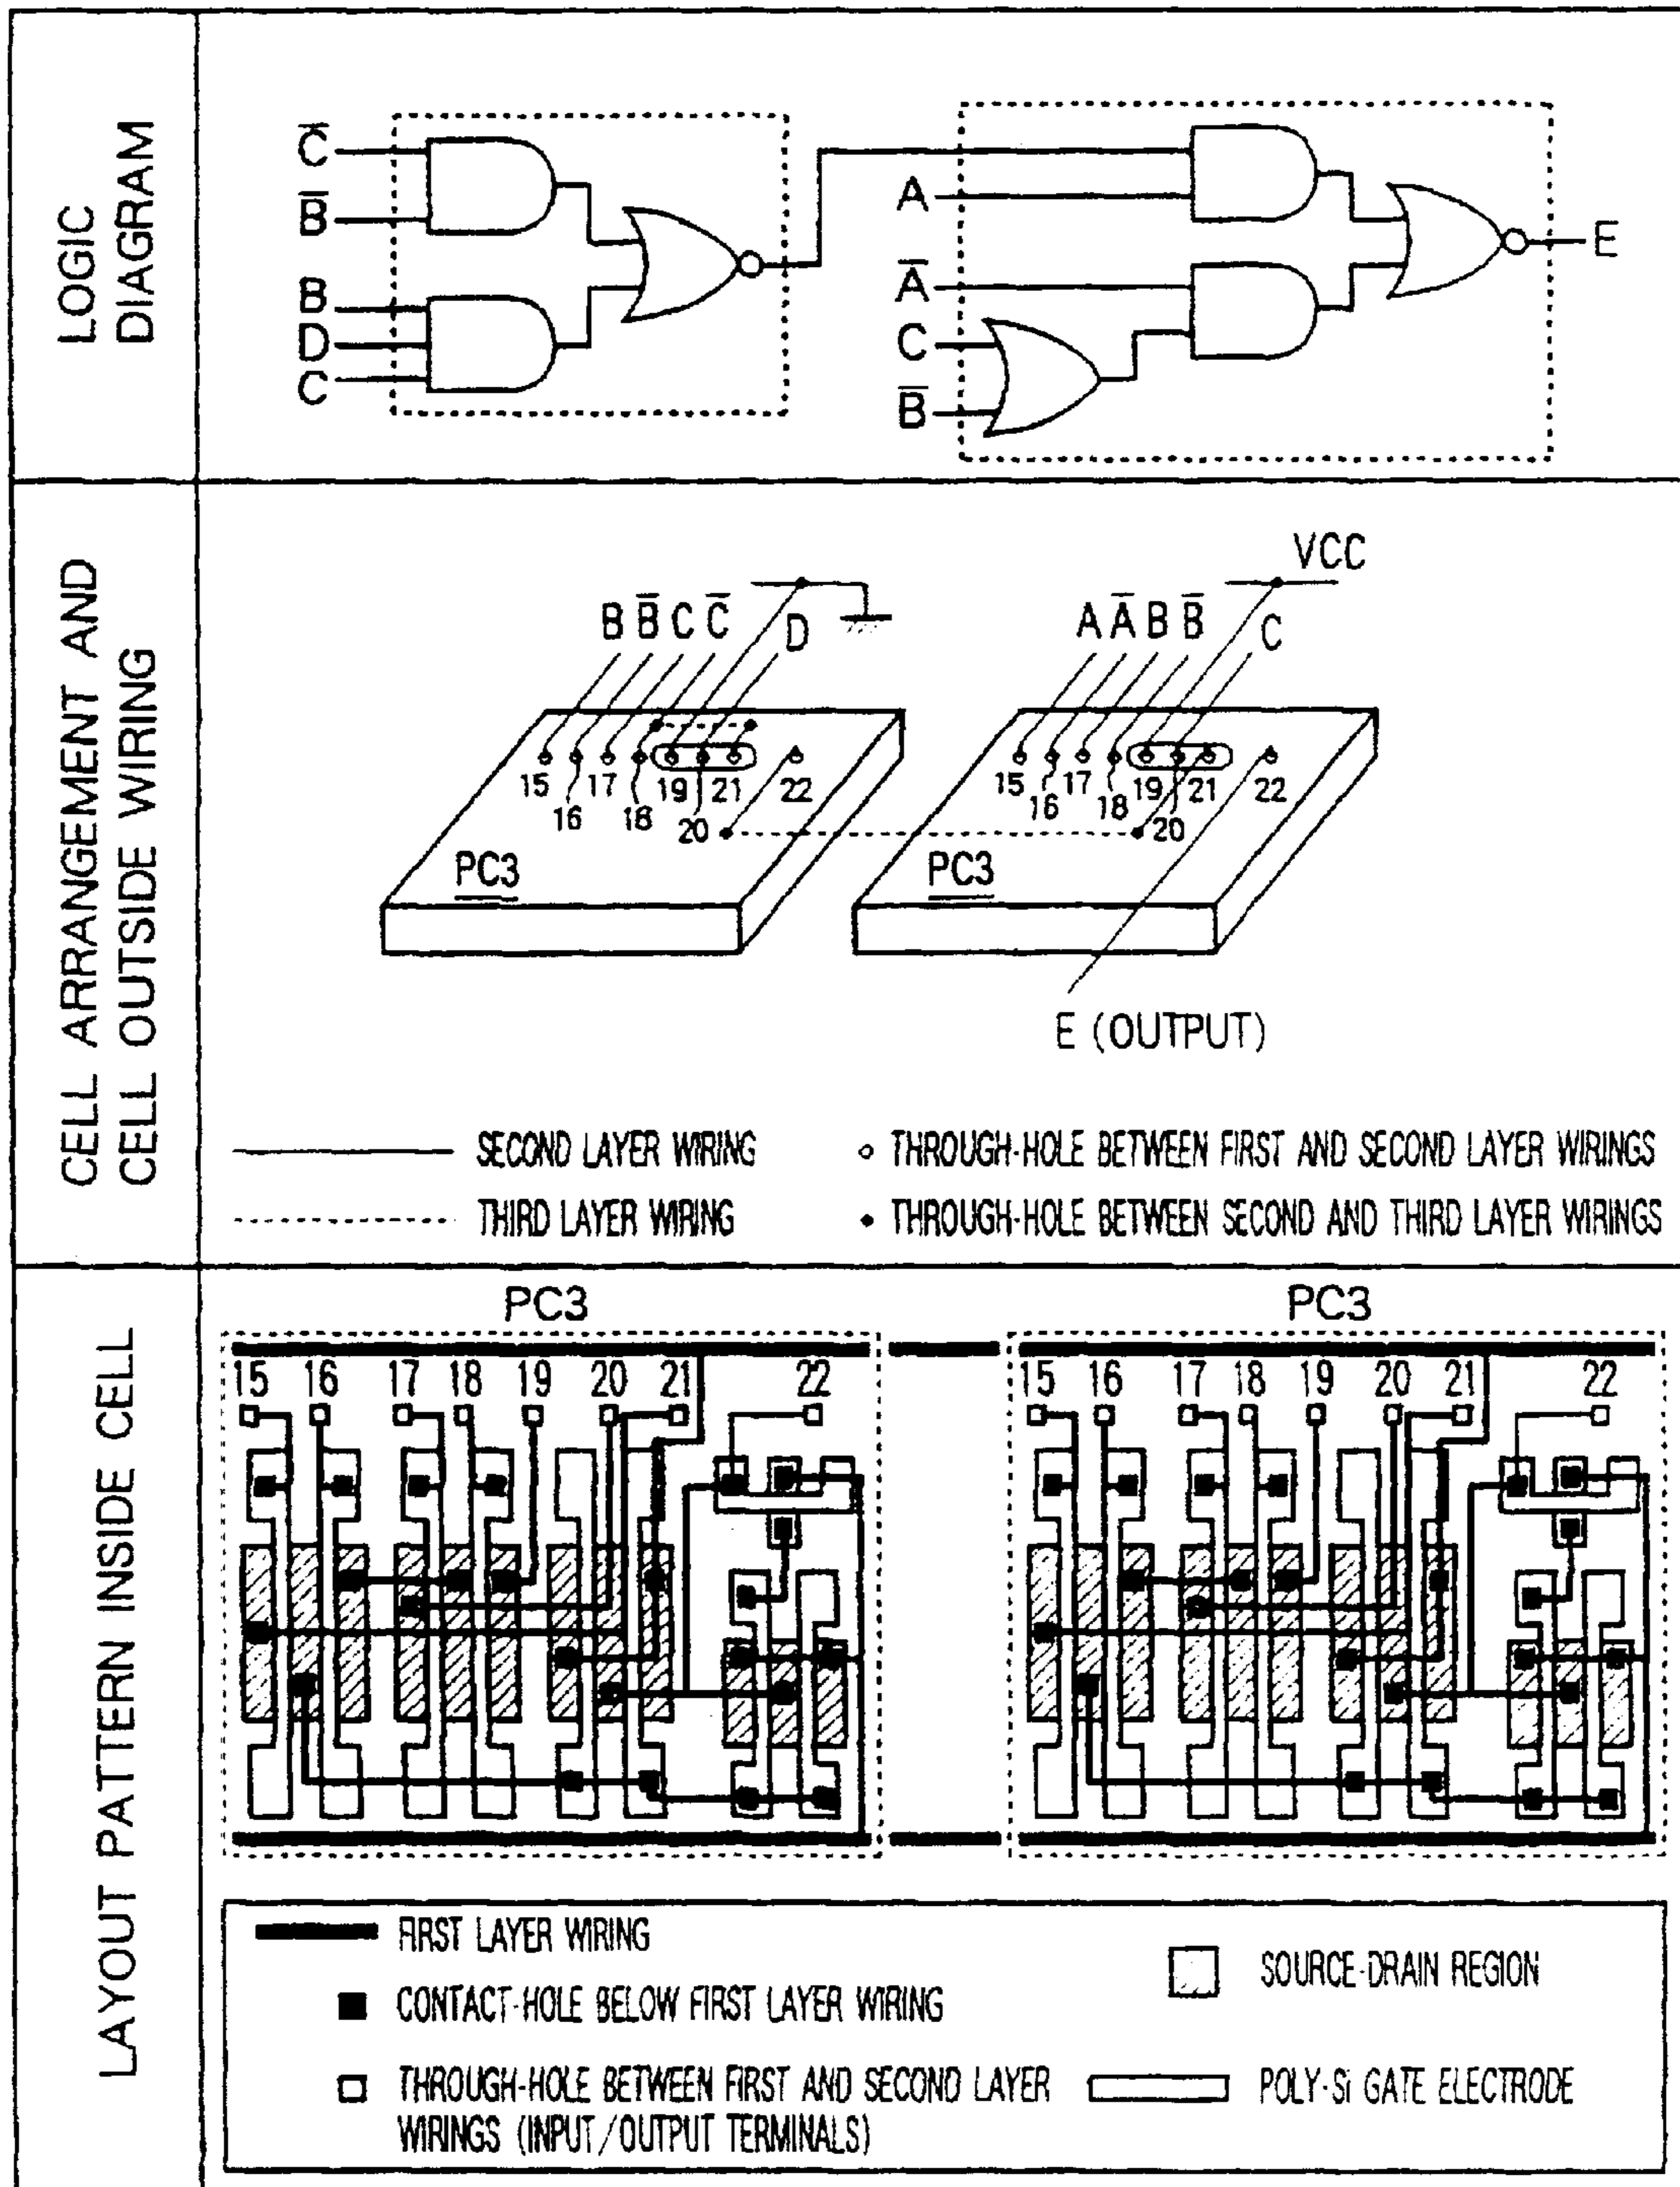 LOGIC
DIAGRAM
C̅
B̅
B
D
C
A
A̅
C
B̅
E
CELL ARRANGEMENT AND
CELL OUTSIDE WIRING
B B̅ C C̅
D
VCC
A A̅ B B̅
C
15 16 17 18 19 20 21 22
15 16 17 18 19 20 21 22
PC3
PC3
E (OUTPUT)
SECOND LAYER WIRING
THROUGH-HOLE BETWEEN FIRST AND SECOND LAYER WIRINGS
THIRD LAYER WIRING
THROUGH-HOLE BETWEEN SECOND AND THIRD LAYER WIRINGS
LAYOUT PATTERN INSIDE CELL
PC3
PC3
15 16 17 18 19 20 21 22
15 16 17 18 19 20 21 22
FIRST LAYER WIRING
SOURCE-DRAIN REGION
CONTACT-HOLE BELOW FIRST LAYER WIRING
THROUGH-HOLE BETWEEN FIRST AND SECOND LAYER
WIRINGS (INPUT/OUTPUT TERMINALS)
POLY-Si GATE ELECTRODE